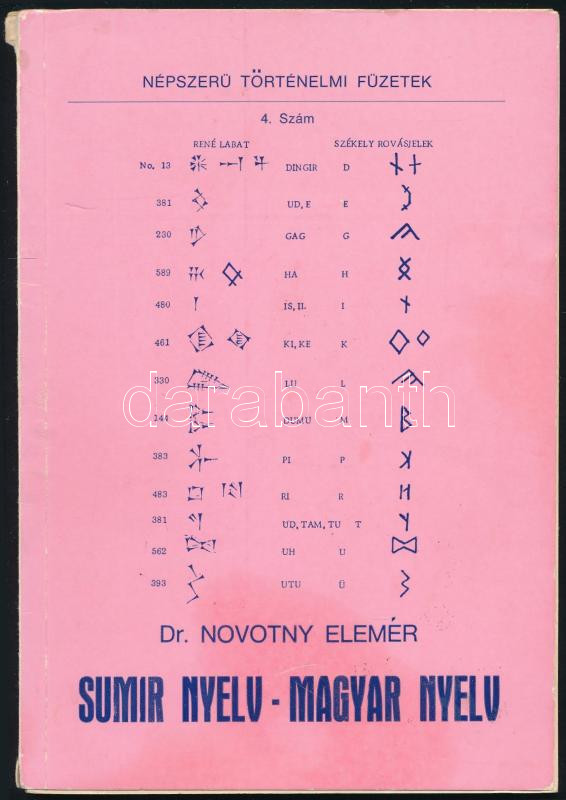 NÉPSZERÜ TÖRTÉNELMI FÜZETEK
4. Szám
RENÉ LABAT SZÉKELY ROVÁSJELEK
No. 13 DINGIR D
381 UD, E E
230 GAG G
589 HA H
480 IS, IL I
461 KI, KE K
330 LU L
144 DUMU M
383 PI P
483 RI R
381 UD, TAM, TU T
562 UH U
393 UTU Ü
darabanth
Dr. NOVOTNY ELEMÉR
SUMIR NYELV - MAGYAR NYELV